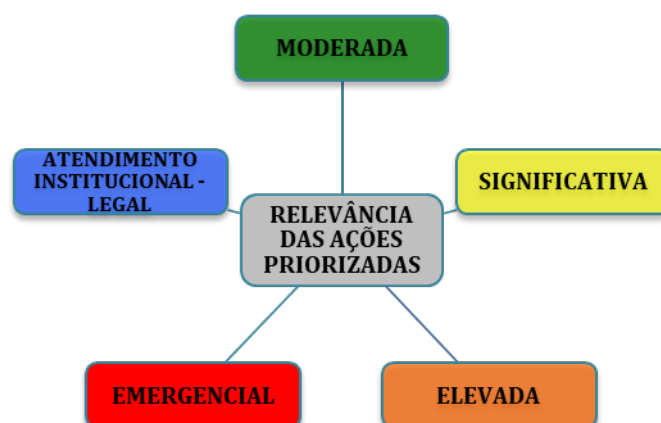 MODERADA
ATENDIMENTO
INSTITUCIONAL -
LEGAL
SIGNIFICATIVA
RELEVÂNCIA
DAS AÇÕES
PRIORIZADAS
EMERGENCIAL
ELEVADA